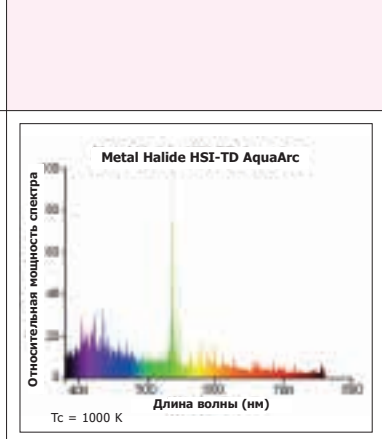 Metal Halide HSI-TD AquaArc
Относительная мощность спектра
Длина волны (нм)
Tc = 1000 K